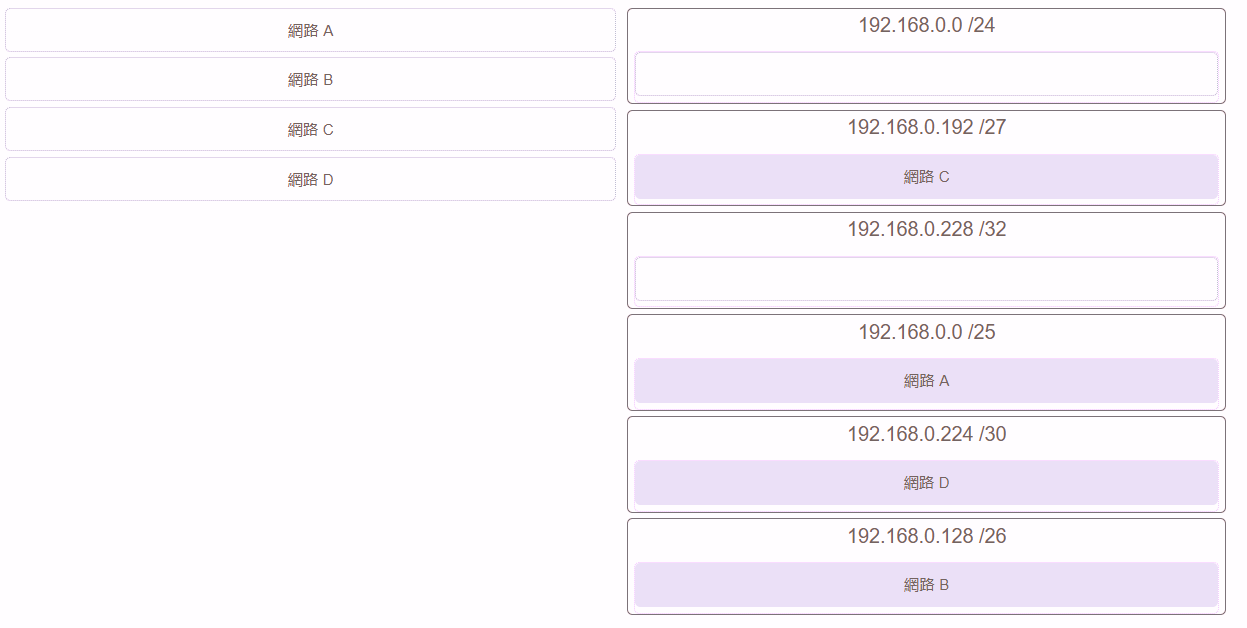 網路 A
網路 B
網路 C
網路 D
192.168.0.0 /24
192.168.0.192 /27
網路 C
192.168.0.228 /32
192.168.0.0 /25
網路 A
192.168.0.224 /30
網路 D
192.168.0.128 /26
網路 B